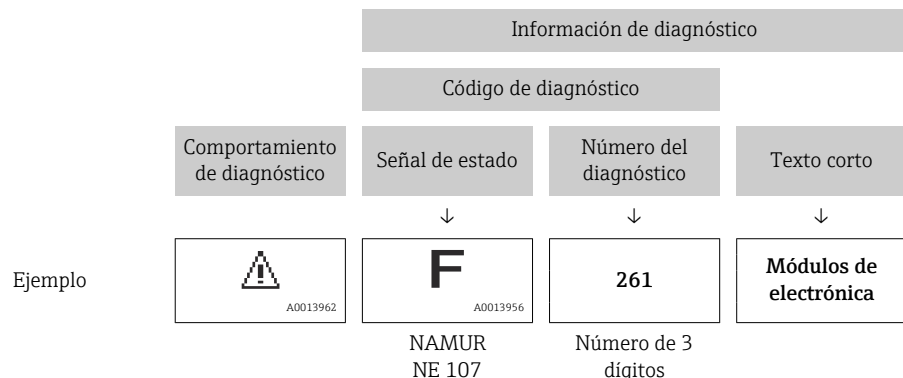 Información de diagnóstico
Código de diagnóstico
Comportamiento
de diagnóstico
Señal de estado
Número del
diagnóstico
Texto corto
↓ ↓ ↓
Ejemplo
A0013962
F
A0013956
261
Módulos de
electrónica
NAMUR
NE 107
Número de 3
dígitos